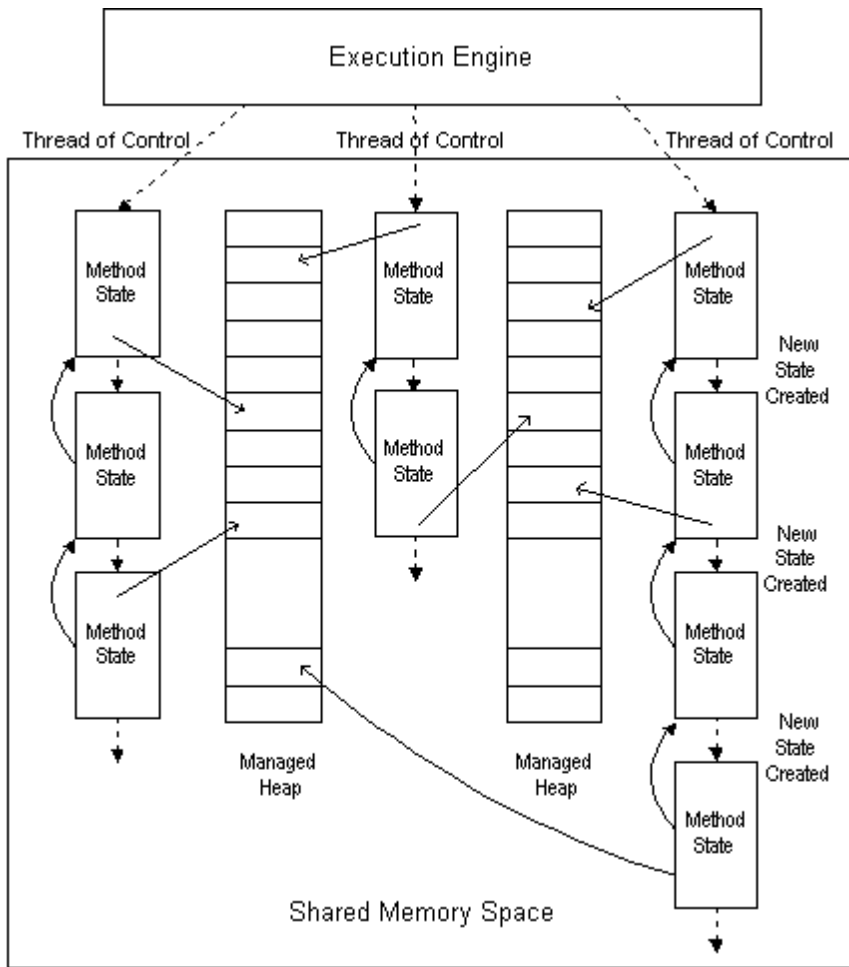 Execution Engine
Thread of Control
Thread of Control
Thread of Control
Method
State
Method
State
Method
State
New
State
Created
Method
State
Method
State
Method
State
New
State
Created
Method
State
Method
State
New
State
Created
Managed
Heap
Managed
Heap
Method
State
Shared Memory Space